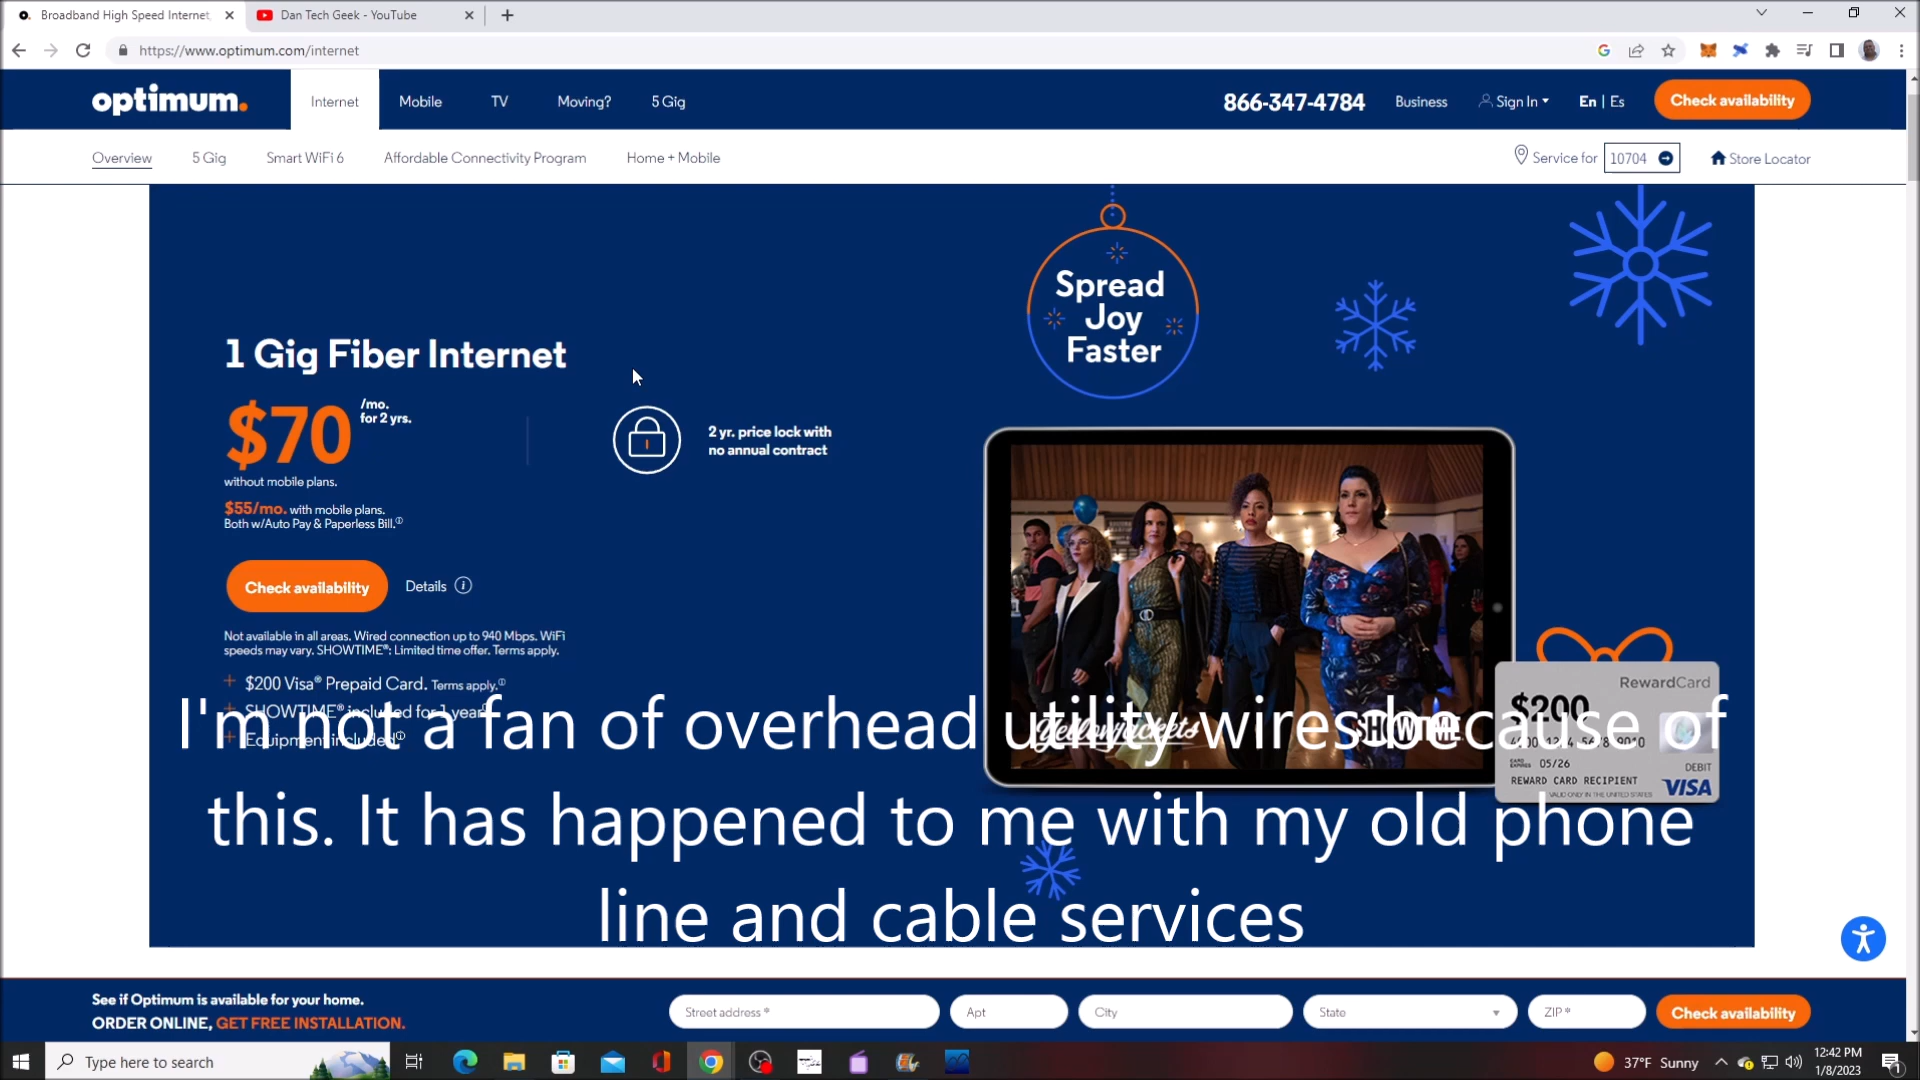 Broadband High Speed Internet,
Dan Tech Geek - YouTube
https://www.optimum.com/internet
optimum.
Internet
Mobile
TV
Moving?
5 Gig
866-347-4784
Business
Sign In
En | Es
Check availability
Overview
5 Gig
Smart WiFi 6
Affordable Connectivity Program
Home + Mobile
Service for
10704
Store Locator
Spread
Joy
Faster
1 Gig Fiber Internet
$70
/mo.
for 2 yrs.
without mobile plans.
$55/mo. with mobile plans.
Both w/Auto Pay & Paperless Bill.
2 yr. price lock with
no annual contract
Check availability
Details
Not available in all areas. Wired connection up to 940 Mbps. WiFi
speeds may vary. SHOWTIME®: Limited time offer. Terms apply.
+ $200 Visa® Prepaid Card. Terms apply.
+ SHOWTIME® included for 1 year
+ Equipment included
Yellowjackets
SHOWTIME
RewardCard
$200
05/26
DEBIT
REWARD CARD RECIPIENT
VALID ONLY IN THE UNITED STATES
VISA
I'm not a fan of overhead utility wires because of
this. It has happened to me with my old phone
line and cable services
See if Optimum is available for your home.
ORDER ONLINE, GET FREE INSTALLATION.
Street address *
Apt
City
State
ZIP *
Check availability
Type here to search
37°F Sunny
12:42 PM
1/8/2023
1